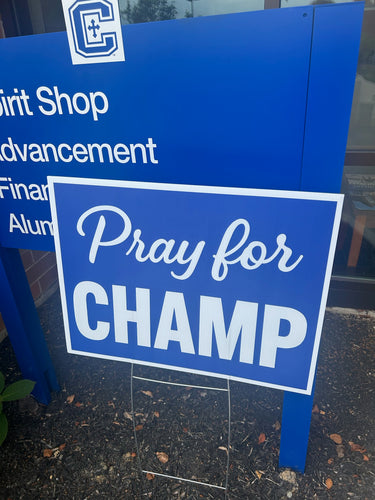 C
irit Shop
dvancement
Finan
Alum
Pray for
CHAMP